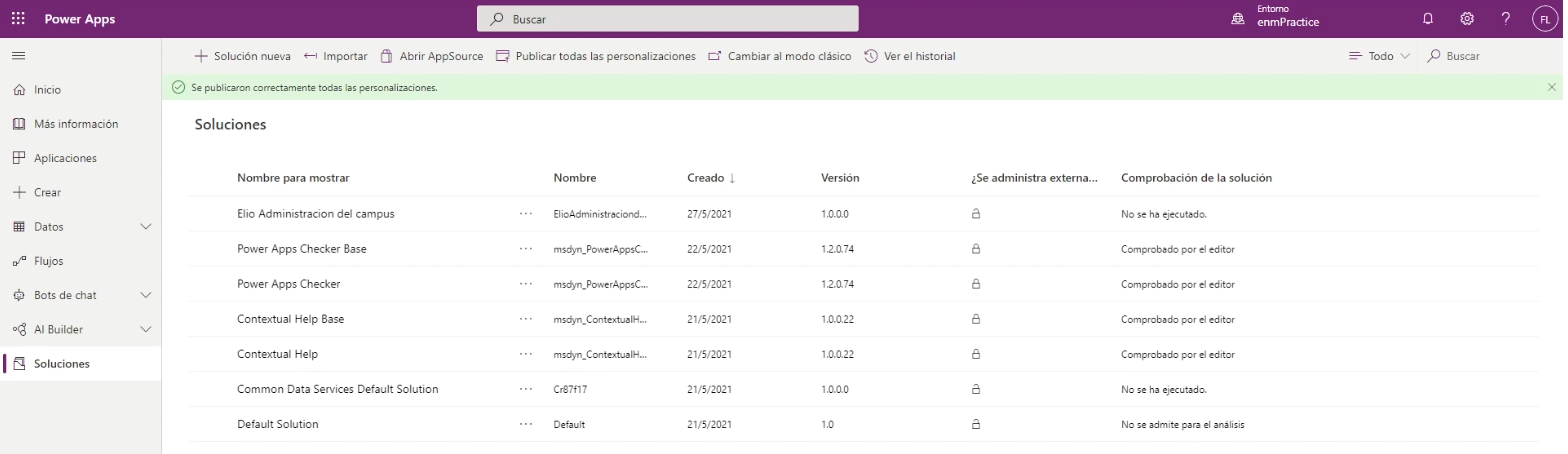 Power Apps
Buscar
Entorno
enmPractice
FL
Solución nueva Importar Abrir AppSource Publicar todas las personalizaciones Cambiar al modo clásico Ver el historial Todo Buscar
Se publicaron correctamente todas las personalizaciones.
Inicio
Más información
Aplicaciones
Crear
Datos
Flujos
Bots de chat
AI Builder
Soluciones
Soluciones
Nombre para mostrar Nombre Creado ↓ Versión ¿Se administra externa... Comprobación de la solución
Elio Administracion del campus ... ElioAdministraciond... 27/5/2021 1.0.0.0 No se ha ejecutado.
Power Apps Checker Base ... msdyn_PowerAppsC... 22/5/2021 1.2.0.74 Comprobado por el editor
Power Apps Checker ... msdyn_PowerAppsC... 22/5/2021 1.2.0.74 Comprobado por el editor
Contextual Help Base ... msdyn_ContextualH... 21/5/2021 1.0.0.22 Comprobado por el editor
Contextual Help ... msdyn_ContextualH... 21/5/2021 1.0.0.22 Comprobado por el editor
Common Data Services Default Solution ... Cr87f17 21/5/2021 1.0.0.0 No se ha ejecutado.
Default Solution ... Default 21/5/2021 1.0 No se admite para el análisis